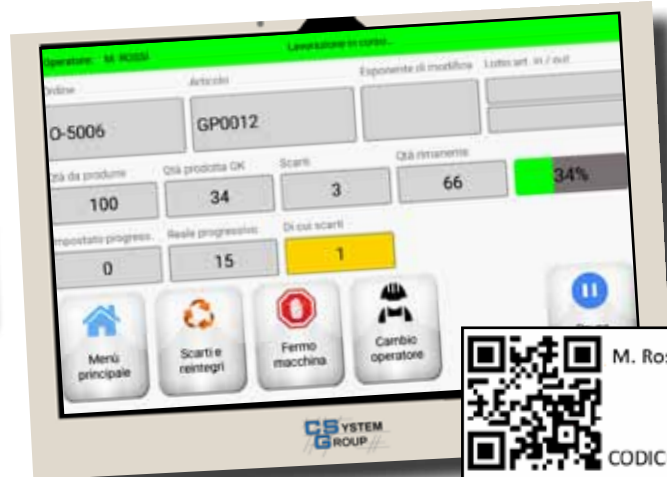 Operatore: M. ROSSI Lavorazione in corso...
Ordine Articolo Esponente di modifica Lotto art. in / out
O-5006 GP0012
Qtà da produrre Qtà prodotta OK Scarti Qtà rimanente
100 34 3 66 34%
Impostato progress. Reale progressivo Di cui scarti
0 15 1
Menù principale
Scarti e reintegri
Fermo macchina
Cambio operatore
CSYSTEM
GROUP
M. Ros
CODIC